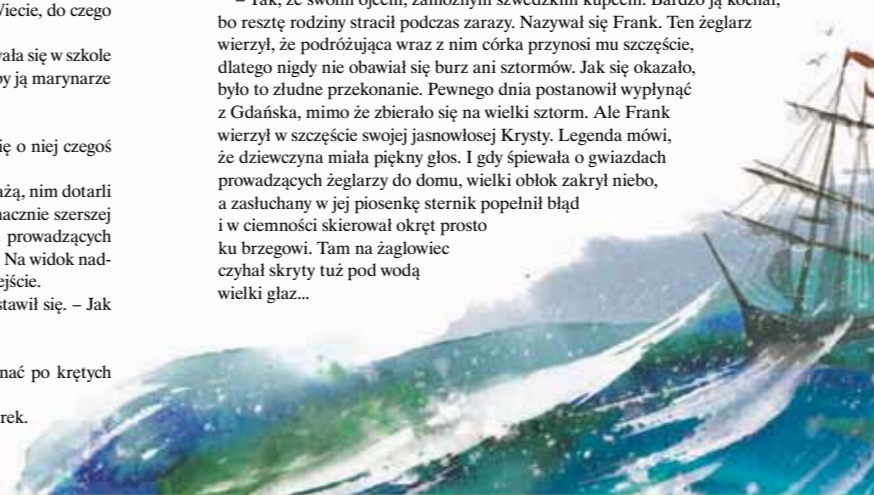 Wiecie, do czego
ała się w szkole
by ją marynarze
ię o niej czegoś
ażą, nim dotarli
nacznie szerszej
prowadzących
Na widok nad-
ejście.
stawił się. – Jak
nać po krętych
rek.
– Tak, ze swoim ojcem, zamożnym szwedzkim kupcem. Bardzo ją kochał,
bo resztę rodziny stracił podczas zarazy. Nazywał się Frank. Ten żeglarz
wierzył, że podróżująca wraz z nim córka przynosi mu szczęście,
dlatego nigdy nie obawiał się burz ani sztormów. Jak się okazało,
było to złudne przekonanie. Pewnego dnia postanowił wypłynąć
z Gdańska, mimo że zbierało się na wielki sztorm. Ale Frank
wierzył w szczęście swojej jasnowłosej Krysty. Legenda mówi,
że dziewczyna miała piękny głos. I gdy śpiewała o gwiazdach
prowadzących żeglarzy do domu, wielki obłok zakrył niebo,
a zasłuchany w jej piosenkę sternik popełnił błąd
i w ciemności skierował okręt prosto
ku brzegowi. Tam na żaglowiec
czyhał skryty tuż pod wodą
wielki głaz...